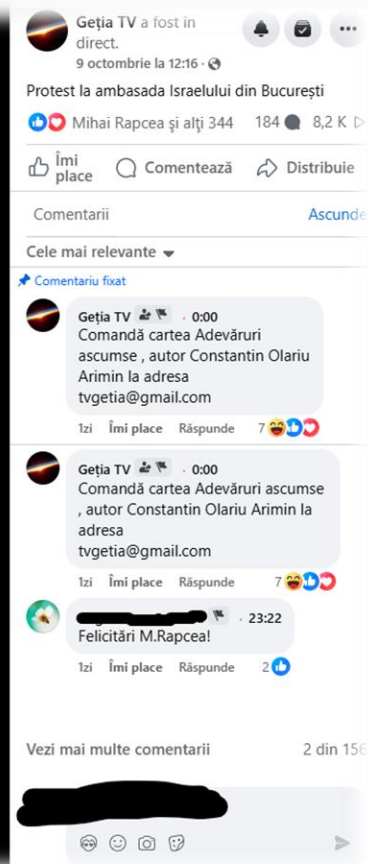 Geția TV a fost în
direct.
9 octombrie la 12:16 ·
Protest la ambasada Israelului din București
Mihai Rapcea și alți 344 184 8,2 K
Îmi place Comentează Distribuie
Comentarii Ascunde
Cele mai relevante
Comentariu fixat
Geția TV · 0:00
Comandă cartea Adevăruri
ascumse , autor Constantin Olariu
Arimin la adresa
tvgetia@gmail.com
1zi Îmi place Răspunde 7
Geția TV · 0:00
Comandă cartea Adevăruri ascumse
, autor Constantin Olariu Arimin la
adresa
tvgetia@gmail.com
1zi Îmi place Răspunde 7
· 23:22
Felicitări M.Rapcea!
1zi Îmi place Răspunde 2
Vezi mai multe comentarii 2 din 156